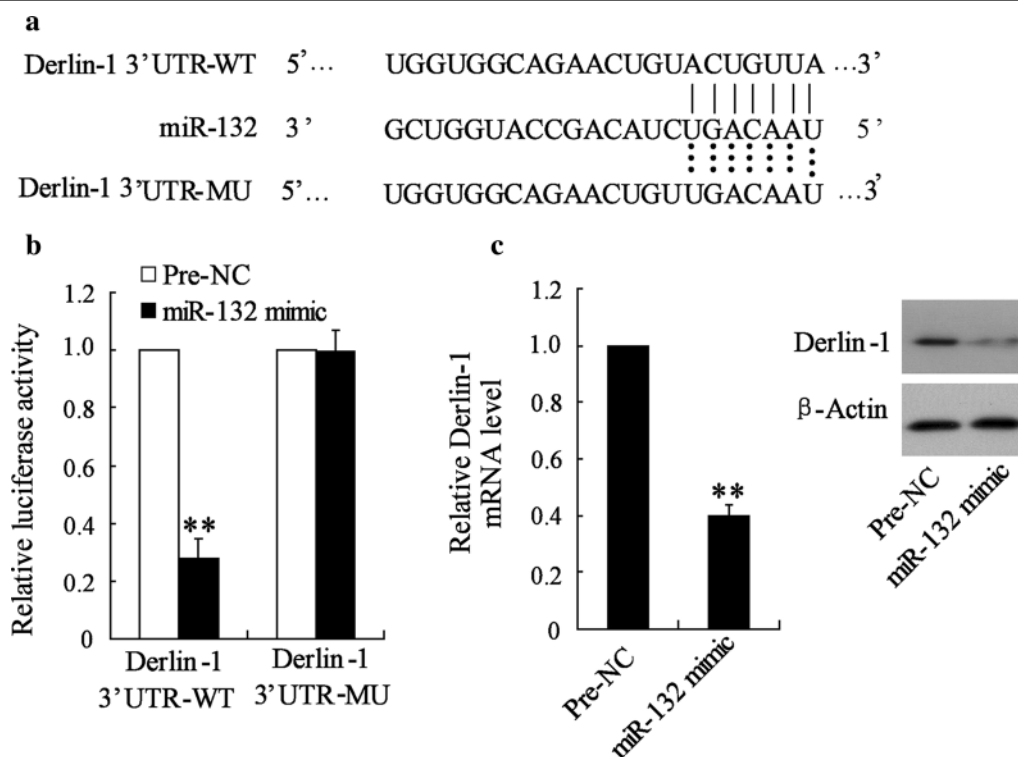 a
Derlin-1 3’UTR-WT 5’... UGGUGGCAGAACUGUACUGUUA ...3’
miR-132 3’ GCUGGUACCGACAUCUGACAAU 5’
Derlin-1 3’UTR-MU 5’... UGGUGGCAGAACUGUUGACAAU ...3’
b
Pre-NC
miR-132 mimic
Relative luciferase activity
1.2
1.0
0.8
0.6
0.4
0.2
0
**
Derlin-1
3’UTR-WT
Derlin-1
3’UTR-MU
c
Relative Derlin-1
mRNA level
1.2
1.0
0.8
0.6
0.4
0.2
0
**
Pre-NC
miR-132 mimic
Derlin-1
β-Actin
Pre-NC
miR-132 mimic